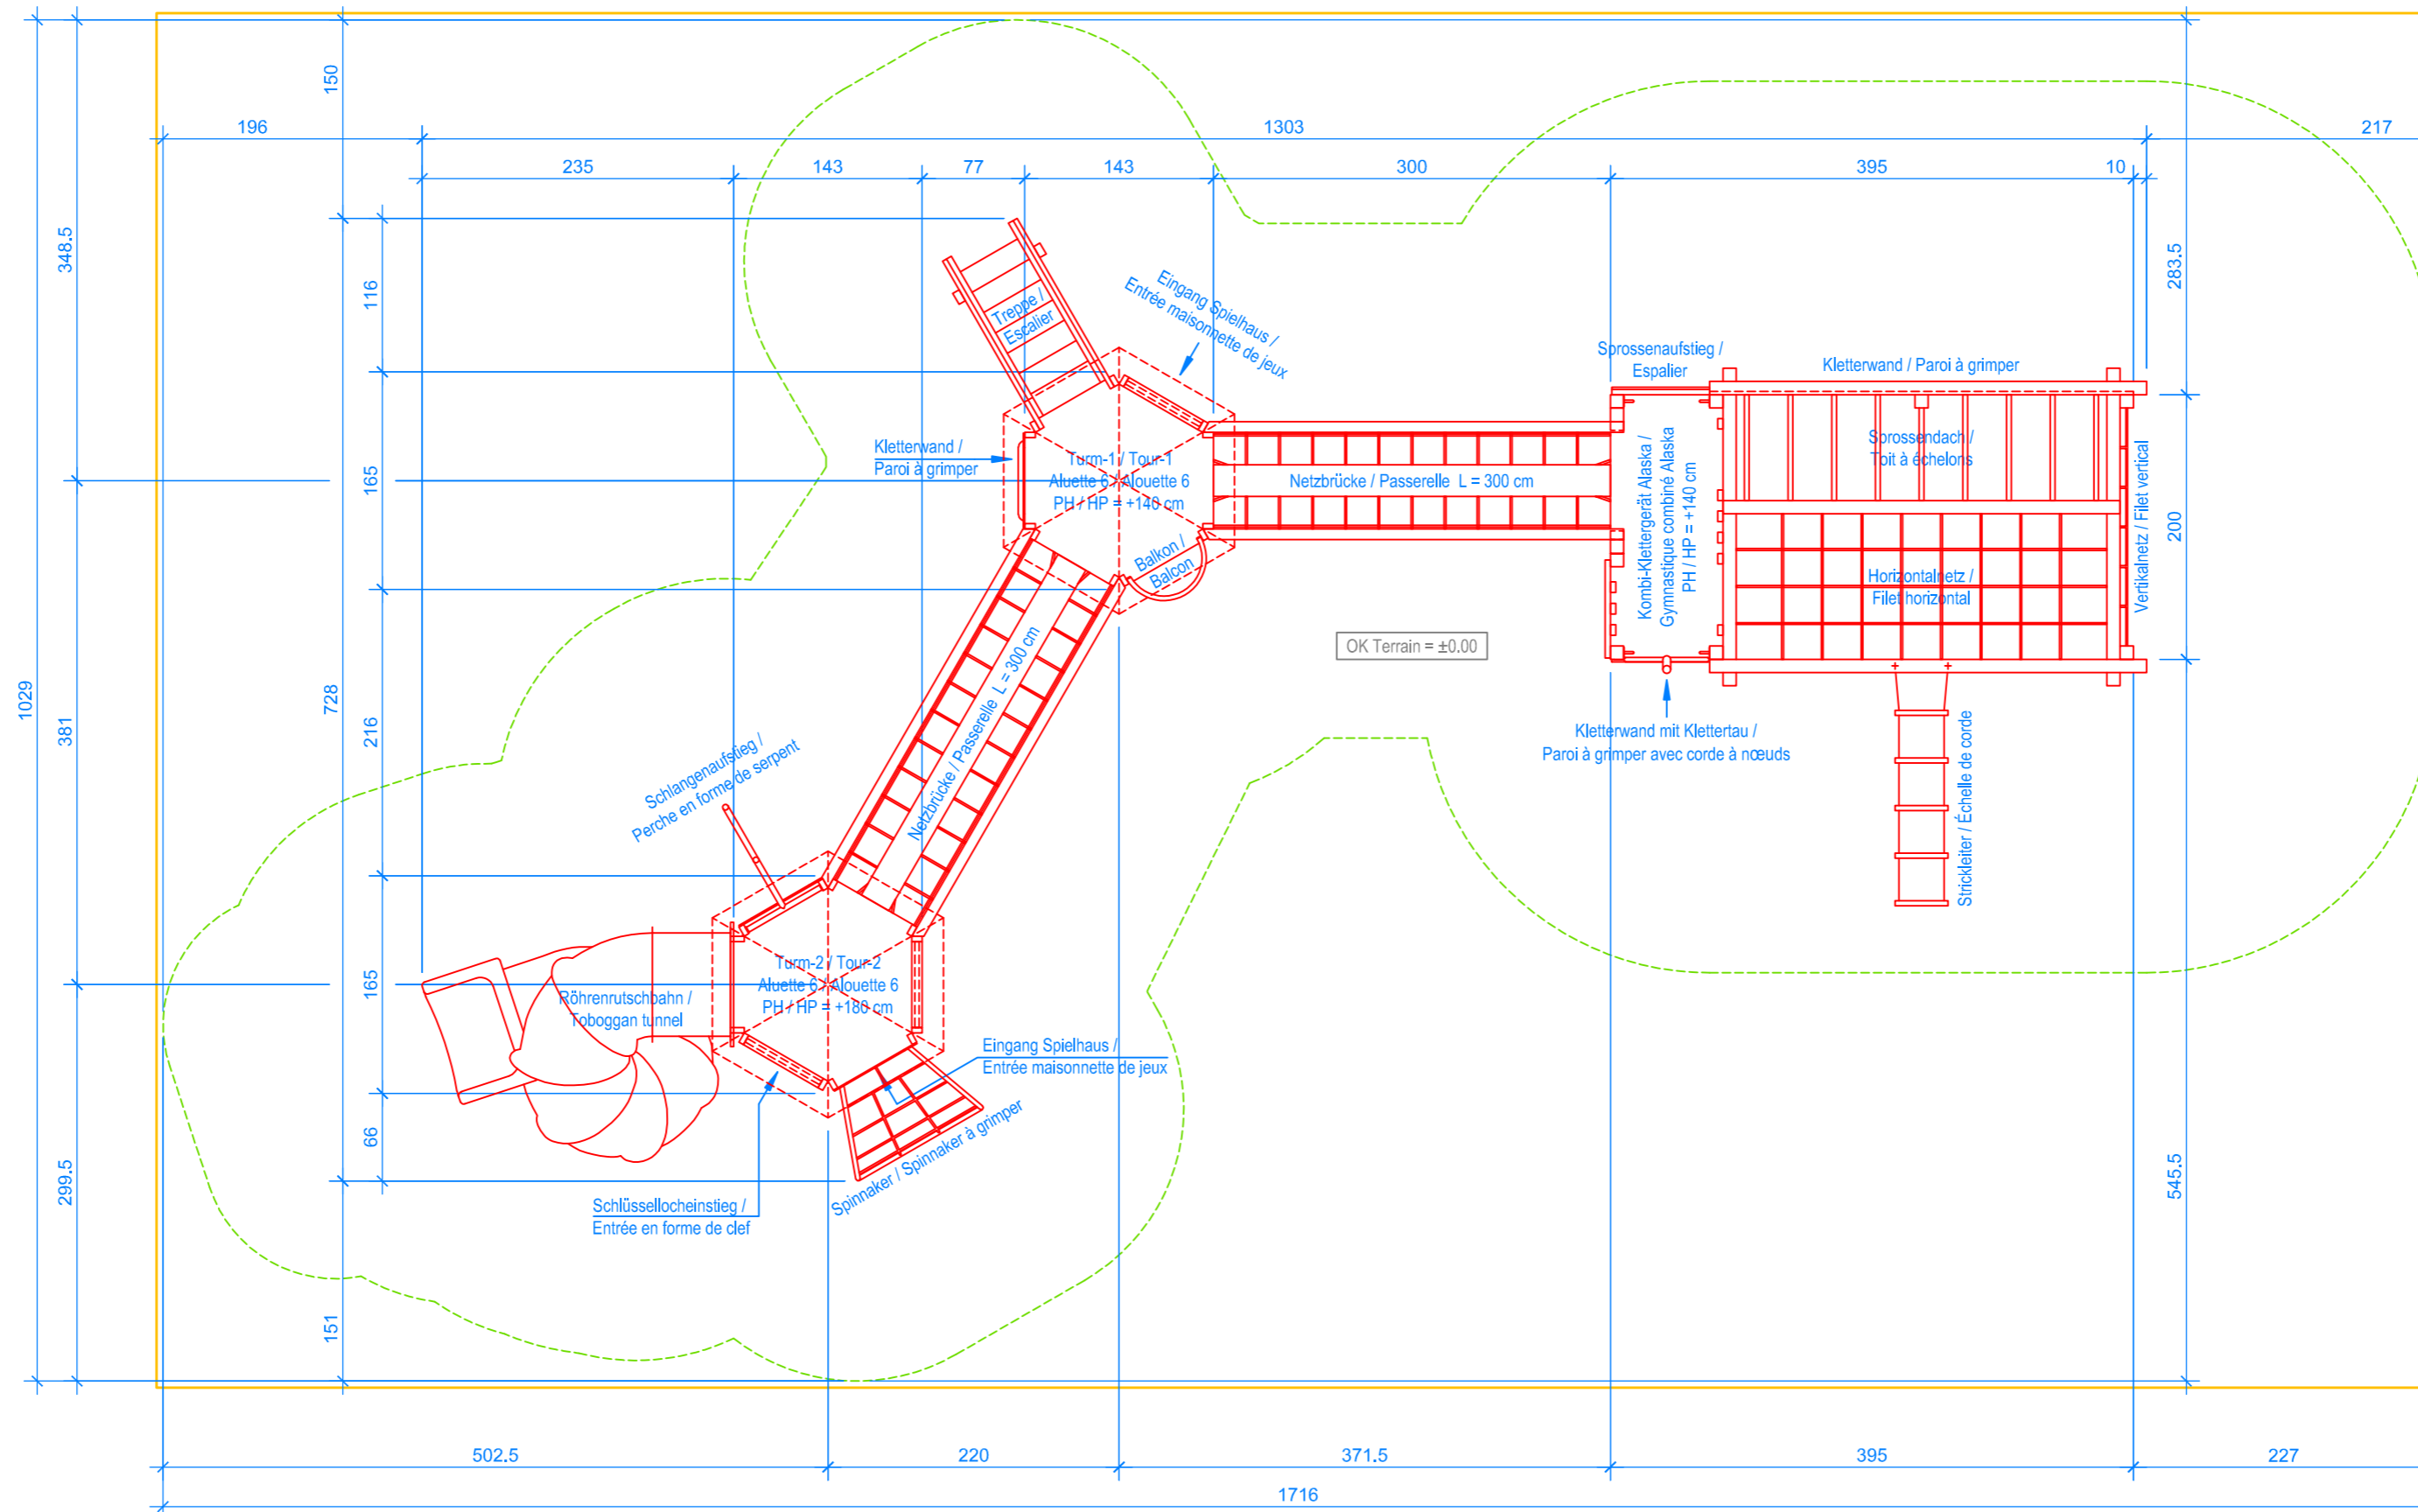 150
196
1303
217
235
143
77
143
300
395
10
348.5
283.5
116
Treppe /
Escalier
Eingang Spielhaus /
Entrée maisonnette de jeux
Sprossenaufstieg /
Espalier
Kletterwand / Paroi à grimper
Kletterwand /
Paroi à grimper
165
Turm-1 / Tour-1
Aluette 6 / Alouette 6
PH / HP = +140 cm
Netzbrücke / Passerelle L = 300 cm
Kombi-Klettergerät Alaska /
Gymnastique combiné Alaska
PH / HP = +140 cm
Sprossendach /
Toit à échelons
Vertikalnetz / Filet vertical
200
Balkon /
Balcon
Horizontalnetz /
Filet horizontal
OK Terrain = ±0.00
1029
381
728
216
Netzbrücke / Passerelle L = 300 cm
Kletterwand mit Klettertau /
Paroi à grimper avec corde à nœuds
Strickleiter / Échelle de corde
Schlangenaufstieg /
Perche en forme de serpent
165
Turm-2 / Tour-2
Aluette 6 / Alouette 6
PH / HP = +180 cm
Röhrenrutschbahn /
Toboggan tunnel
Eingang Spielhaus /
Entrée maisonnette de jeux
66
299.5
545.5
Spinnaker / Spinnaker à grimper
Schlüssellocheinstieg /
Entrée en forme de clef
151
502.5
220
371.5
395
227
1716